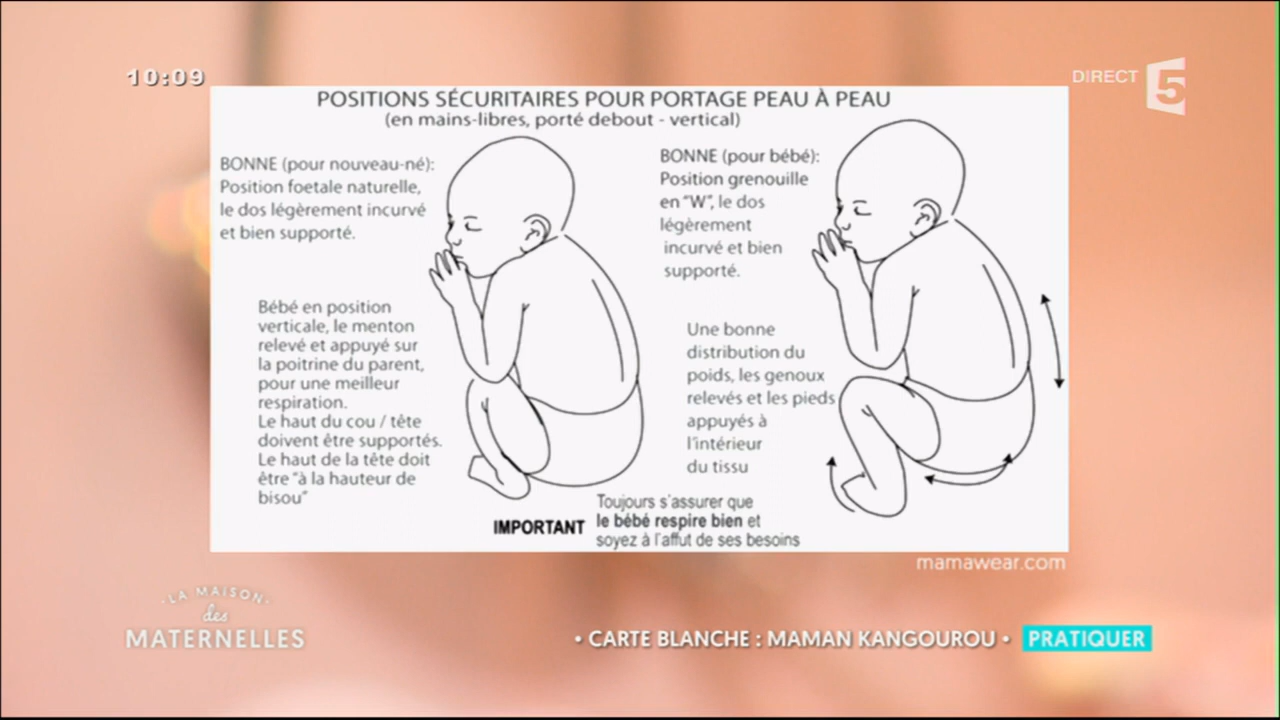 10:09
DIRECT 5
POSITIONS SÉCURITAIRES POUR PORTAGE PEAU À PEAU
(en mains-libres, porté debout - vertical)
BONNE (pour nouveau-né):
Position foetale naturelle,
le dos légèrement incurvé
et bien supporté.
Bébé en position
verticale, le menton
relevé et appuyé sur
la poitrine du parent,
pour une meilleur
respiration.
Le haut du cou / tête
doivent être supportés.
Le haut de la tête doit
être "à la hauteur de
bisou"
BONNE (pour bébé):
Position grenouille
en "W", le dos
légèrement
incurvé et bien
supporté.
Une bonne
distribution du
poids, les genoux
relevés et les pieds
appuyés à
l'intérieur
du tissu
IMPORTANT
Toujours s'assurer que
le bébé respire bien et
soyez à l'affut de ses besoins
mamawear.com
LA MAISON
des
MATERNELLES
• CARTE BLANCHE : MAMAN KANGOUROU • PRATIQUER